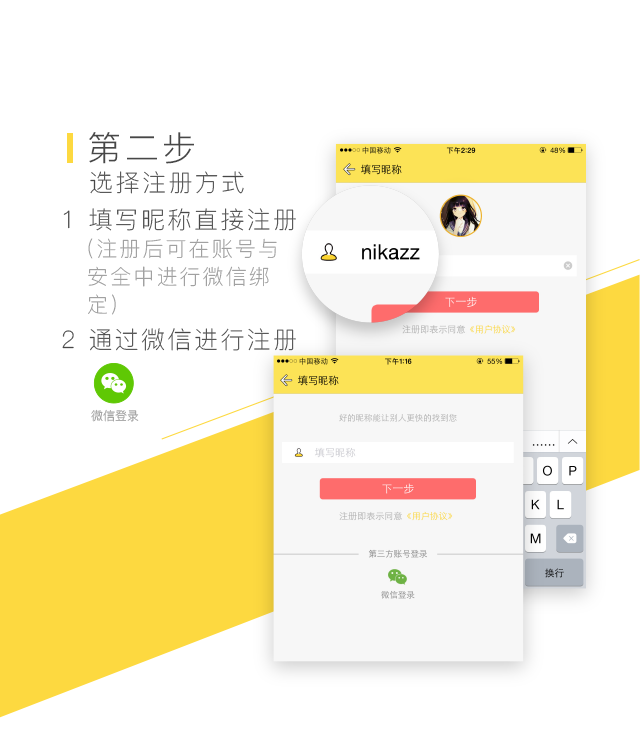 第二步
选择注册方式
1 填写昵称直接注册
(注册后可在账号与
安全中进行微信绑
定)
2 通过微信进行注册
微信登录
中国移动 下午2:29 48%
填写昵称
nikazz
下一步
注册即表示同意《用户协议》
中国移动 下午1:16 55%
填写昵称
好的昵称能让别人更快的找到您
填写昵称
下一步
注册即表示同意《用户协议》
第三方账号登录
微信登录
......
O P
K L
M
换行